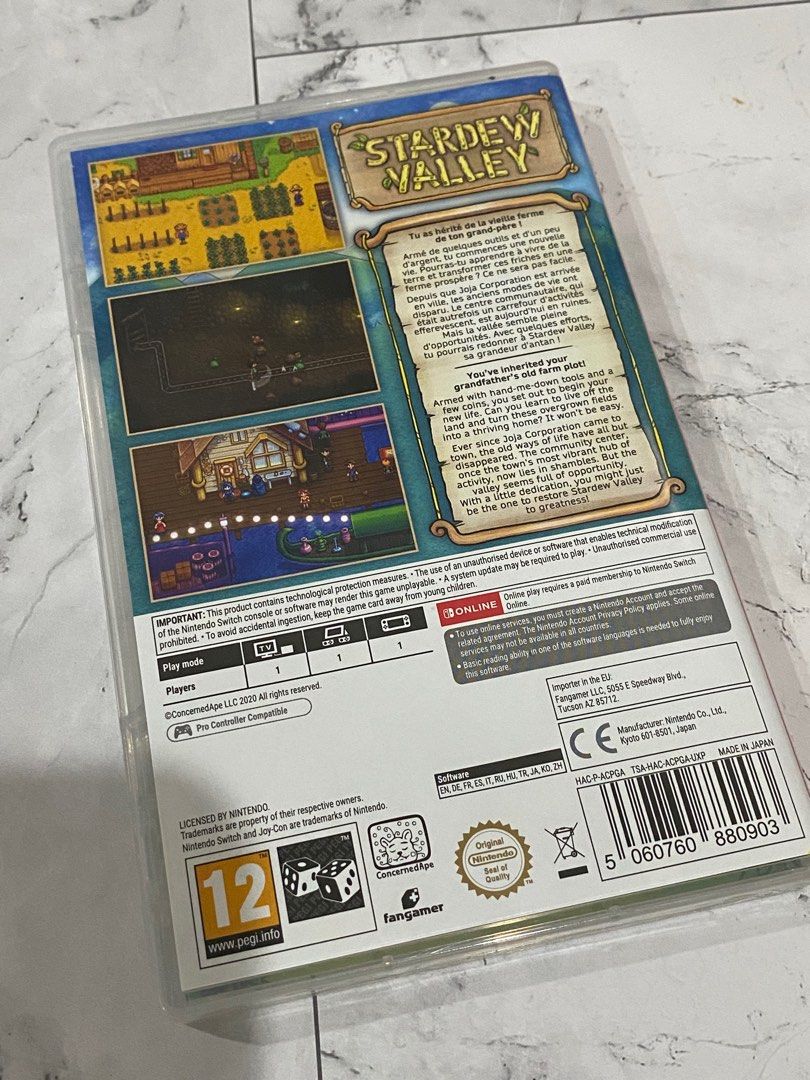 STARDEW
VALLEY
Tu as hérité de la vieille ferme
de ton grand-père !
Armé de quelques outils et d'un peu
d'argent, tu commences une nouvelle
vie. Pourras-tu apprendre à vivre de la
terre et transformer ces friches en une
ferme prospère ? Ce ne sera pas facile.
Depuis que Joja Corporation est arrivée
en ville, les anciens modes de vie ont
disparu. Le centre communautaire, qui
était autrefois un carrefour d'activités
effervescent, est aujourd'hui en ruines.
Mais la vallée semble pleine
d'opportunités. Avec quelques efforts,
tu pourrais redonner à Stardew Valley
sa grandeur d'antan !
You've inherited your
grandfather's old farm plot!
Armed with hand-me-down tools and a
few coins, you set out to begin your
new life. Can you learn to live off the
land and turn these overgrown fields
into a thriving home? It won't be easy.
Ever since Joja Corporation came to
town, the old ways of life have all but
disappeared. The community center,
once the town's most vibrant hub of
activity, now lies in shambles. But the
valley seems full of opportunity.
With a little dedication, you might just
be the one to restore Stardew Valley
to greatness!
IMPORTANT: This product contains technological protection measures. • The use of an unauthorised device or software that enables technical modification
of the Nintendo Switch console or software may render this game unplayable. • A system update may be required to play. • Unauthorised commercial use
prohibited. • To avoid accidental ingestion, keep the game card away from young children.
Play mode
TV
Players
1
1
1
ONLINE
Online play requires a paid membership to Nintendo Switch
Online.
• To use online services, you must create a Nintendo Account and accept the
related agreement. The Nintendo Account Privacy Policy applies. Some online
services may not be available in all countries.
• Basic reading ability in one of the software languages is needed to fully enjoy
this software.
©ConcernedApe LLC 2020 All rights reserved.
Pro Controller Compatible
Importer in the EU:
Fangamer LLC, 5055 E Speedway Blvd.,
Tucson AZ 85712.
CE
Manufacturer: Nintendo Co., Ltd.,
Kyoto 601-8501, Japan
Software
EN, DE, FR, ES, IT, RU, HU, TR, JA, KO, ZH
HAC-P-ACPGA TSA-HAC-ACPGA-UXP MADE IN JAPAN
LICENSED BY NINTENDO.
Trademarks are property of their respective owners.
Nintendo Switch and Joy-Con are trademarks of Nintendo.
12
www.pegi.info
ConcernedApe
fangamer
Original
Nintendo
Seal of
Quality
5 060760 880903